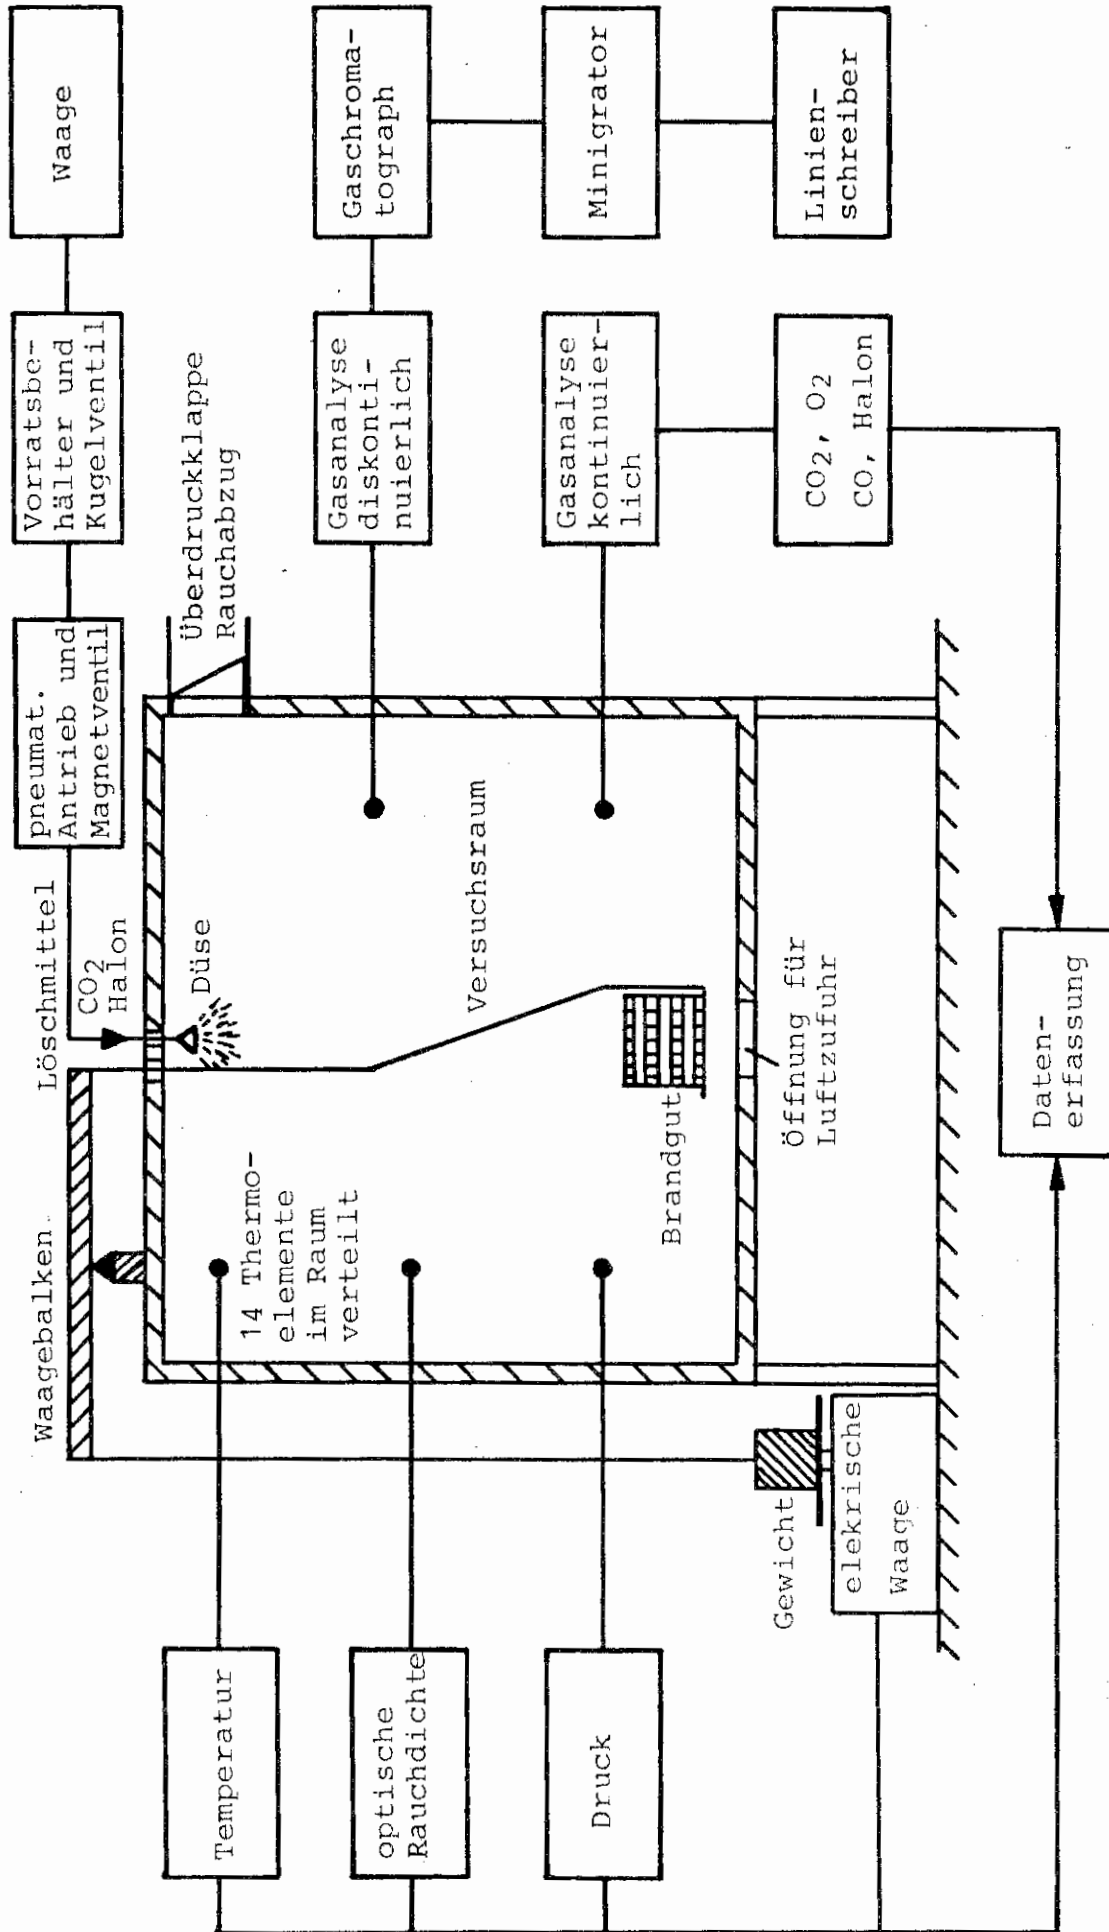 Waagebalken
Löschmittel
CO2
Halon
pneumat.
Antrieb und
Magnetventil
Vorratsbe-
hälter und
Kugelventil
Waage
Düse
Überdruckklappe
Rauchabzug
Temperatur
14 Thermo-
elemente
im Raum
verteilt
optische
Rauchdichte
Druck
Versuchsraum
Brandgut
Gasanalyse
diskonti-
nuierlich
Gaschroma-
tograph
Gasanalyse
kontinuier-
lich
Minigrator
CO2, O2
CO, Halon
Linien-
schreiber
Öffnung für
Luftzufuhr
Gewicht
elekrische
Waage
Daten-
erfassung